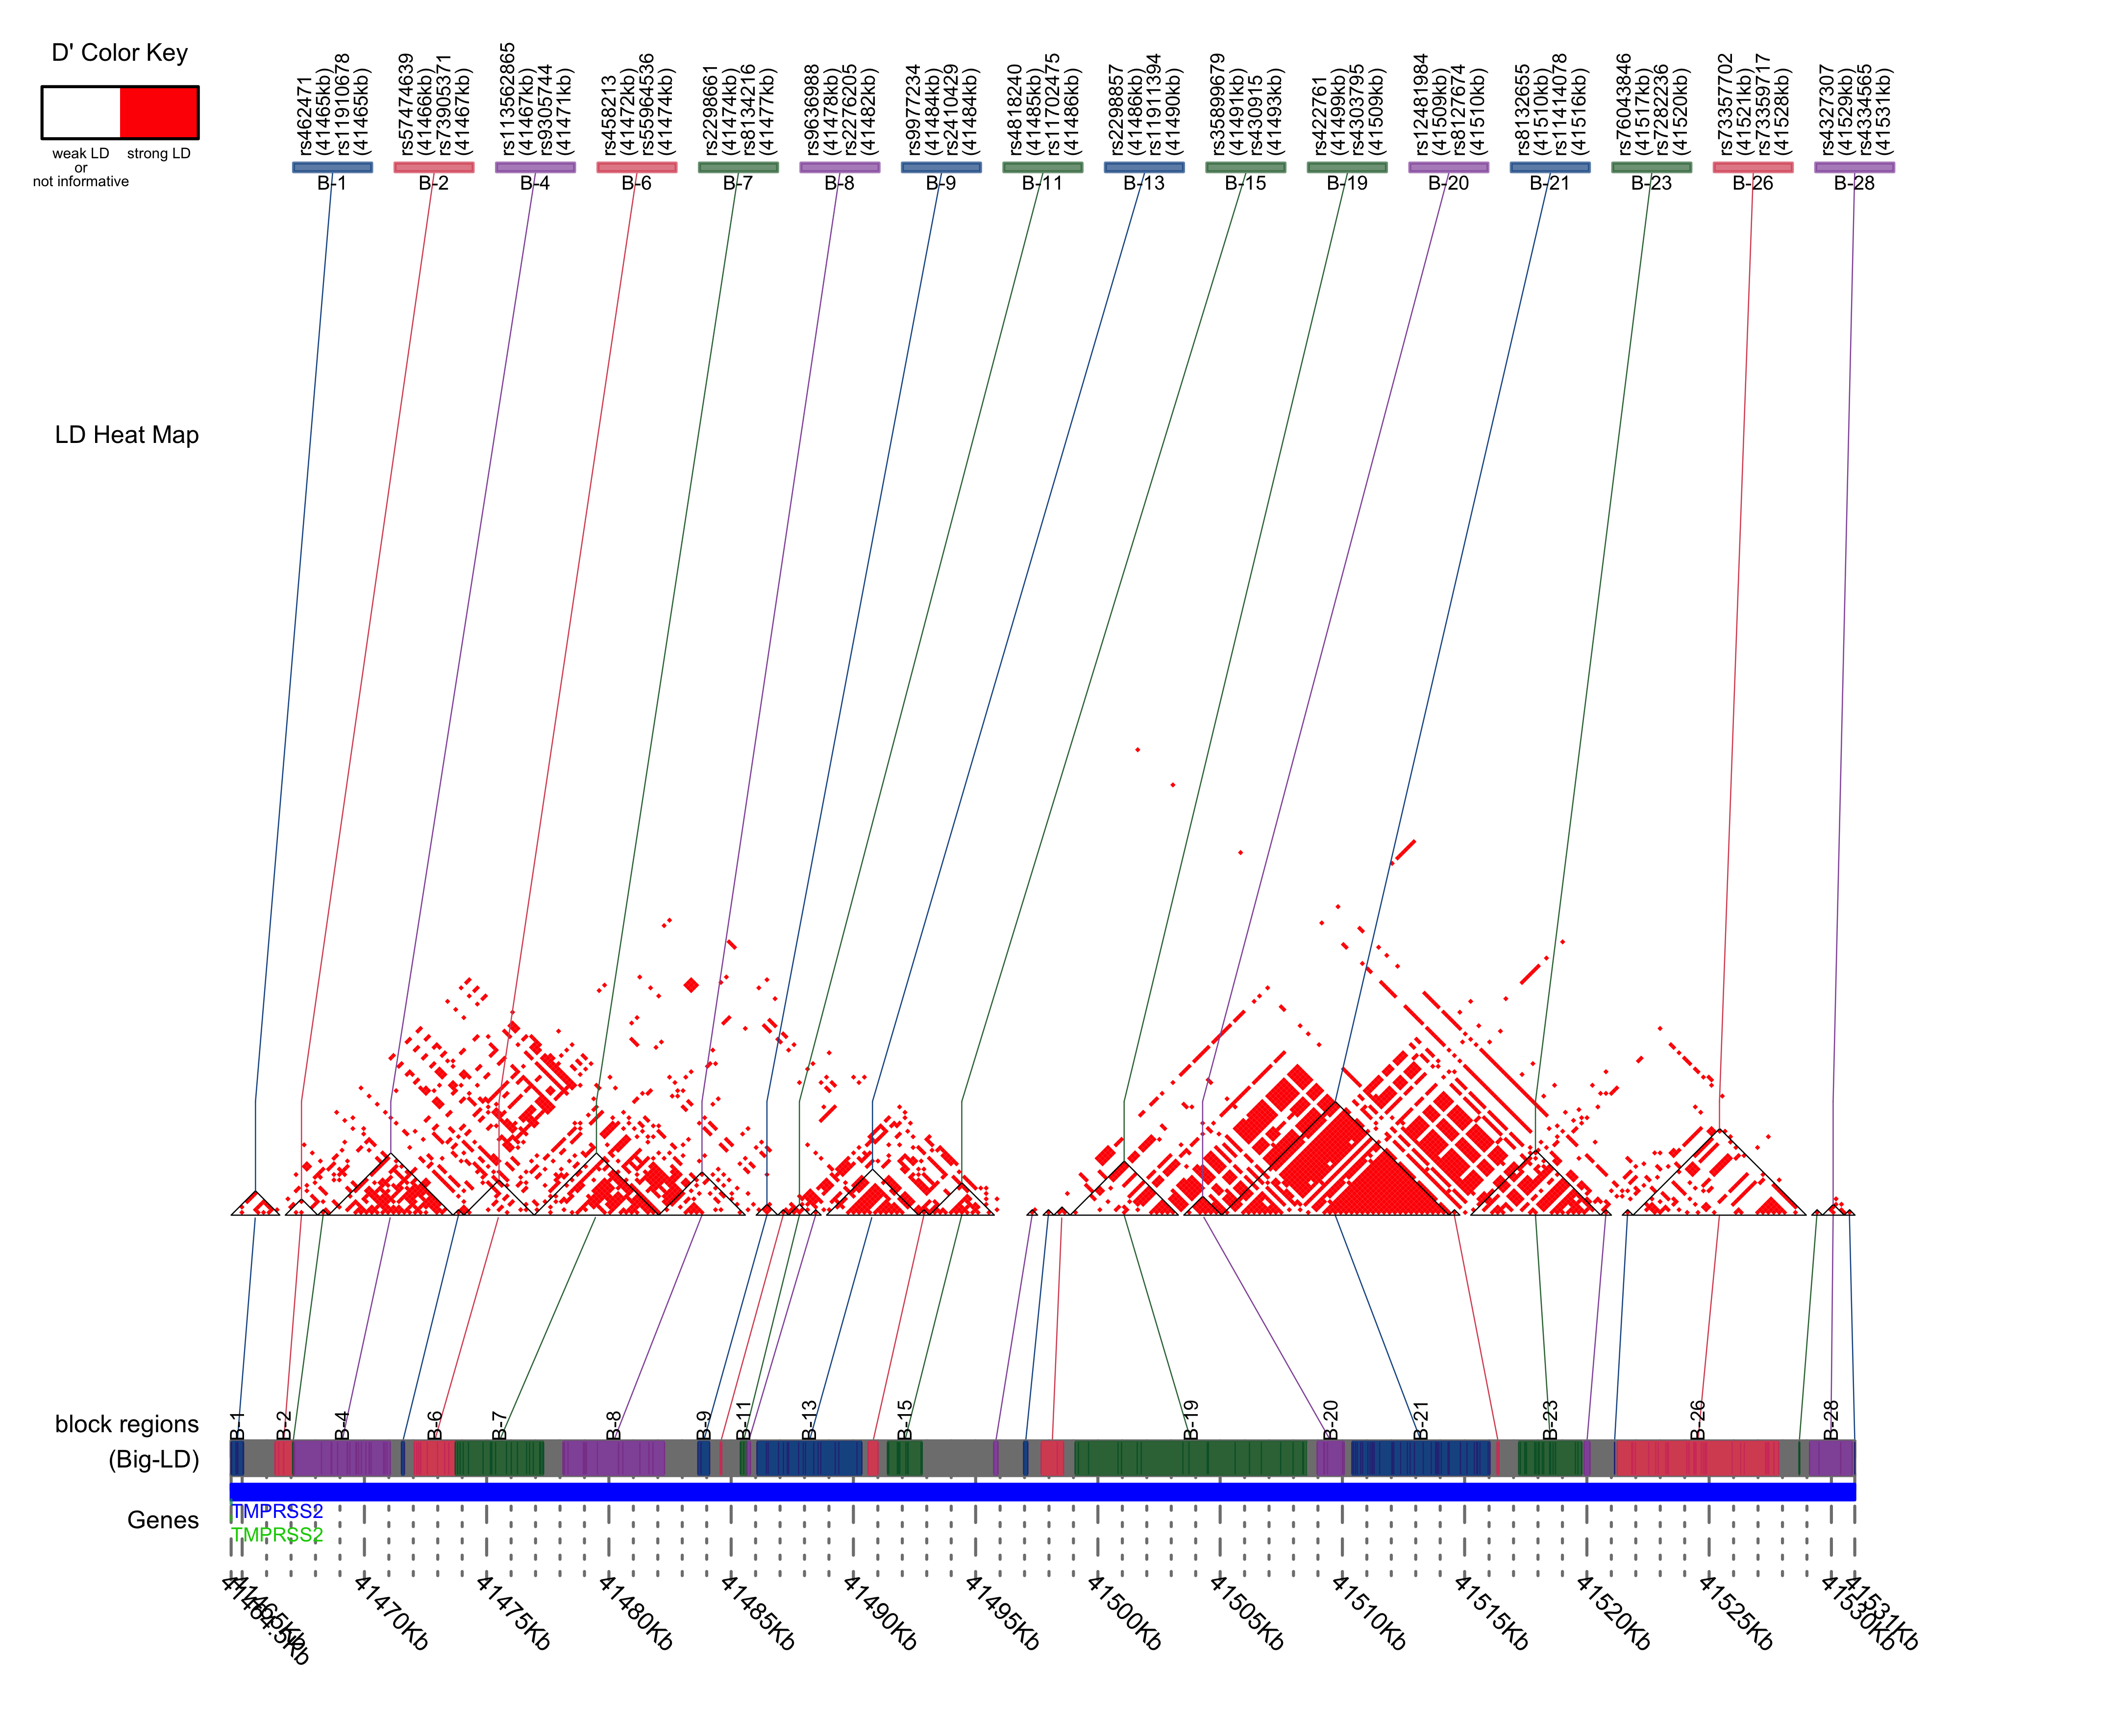 D' Color Key
weak LD
or
not informative
strong LD
rs462471
(41465kb)
rs11910678
(41465kb)
B-1
rs57474639
(41466kb)
rs73905371
(41467kb)
B-2
rs113562865
(41467kb)
rs9305744
(41471kb)
B-4
rs458213
(41472kb)
rs55964536
(41474kb)
B-6
rs2298661
(41474kb)
rs8134216
(41477kb)
B-7
rs9636988
(41478kb)
rs2276205
(41482kb)
B-8
rs9977234
(41484kb)
rs2410429
(41484kb)
B-9
rs4818240
(41485kb)
rs11702475
(41486kb)
B-11
rs2298857
(41486kb)
rs11911394
(41490kb)
B-13
rs35899679
(41491kb)
rs430915
(41493kb)
B-15
rs422761
(41499kb)
rs4303795
(41509kb)
B-19
rs12481984
(41509kb)
rs8127674
(41510kb)
B-20
rs8132655
(41510kb)
rs11414078
(41516kb)
B-21
rs76043846
(41517kb)
rs7282236
(41520kb)
B-23
rs73357702
(41521kb)
rs73359717
(41528kb)
B-26
rs4327307
(41529kb)
rs4334565
(41531kb)
B-28
LD Heat Map
block regions
(Big-LD)
B-1
B-2
B-4
B-6
B-7
B-8
B-9
B-11
B-13
B-15
B-19
B-20
B-21
B-23
B-26
B-28
Genes
TMPRSS2
TMPRSS2
41464.5Kb
41465Kb
41470Kb
41475Kb
41480Kb
41485Kb
41490Kb
41495Kb
41500Kb
41505Kb
41510Kb
41515Kb
41520Kb
41525Kb
41530Kb
41531Kb